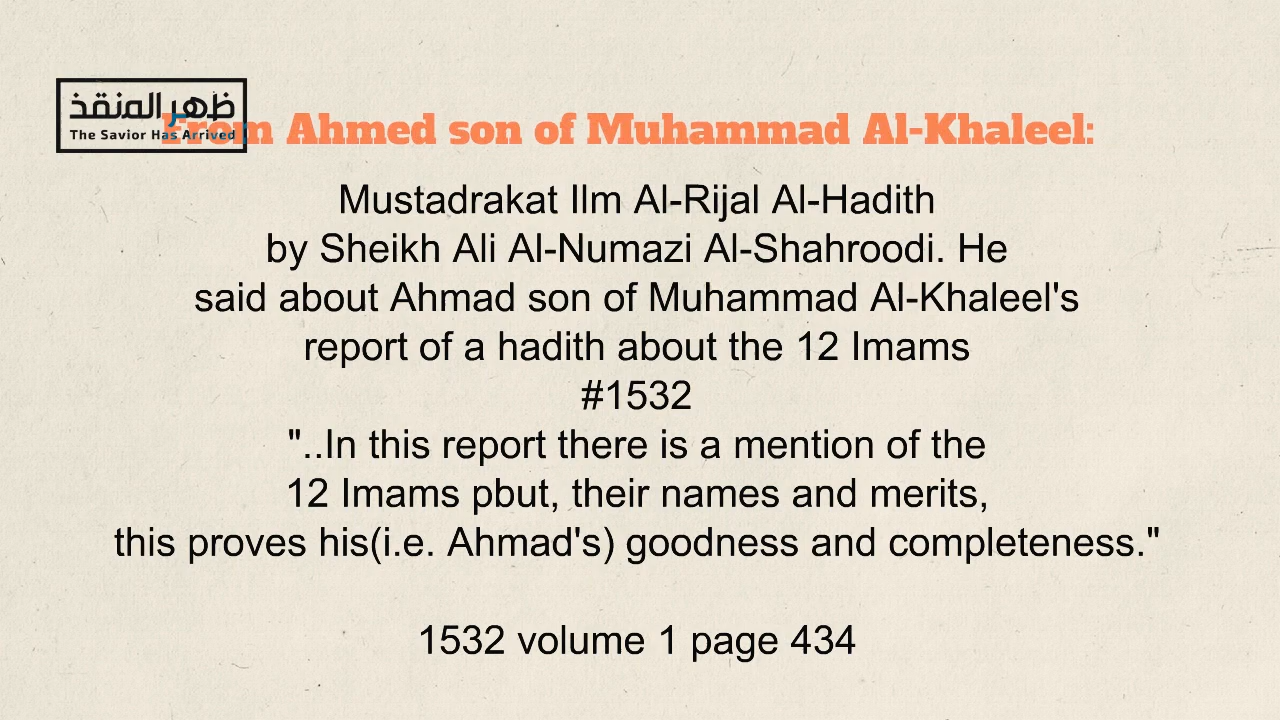 ظهر المنقذ
The Savior Has Arrived
From Ahmed son of Muhammad Al-Khaleel:
Mustadrakat Ilm Al-Rijal Al-Hadith
by Sheikh Ali Al-Numazi Al-Shahroodi. He
said about Ahmad son of Muhammad Al-Khaleel's
report of a hadith about the 12 Imams
#1532
"..In this report there is a mention of the
12 Imams pbut, their names and merits,
this proves his(i.e. Ahmad's) goodness and completeness."
1532 volume 1 page 434